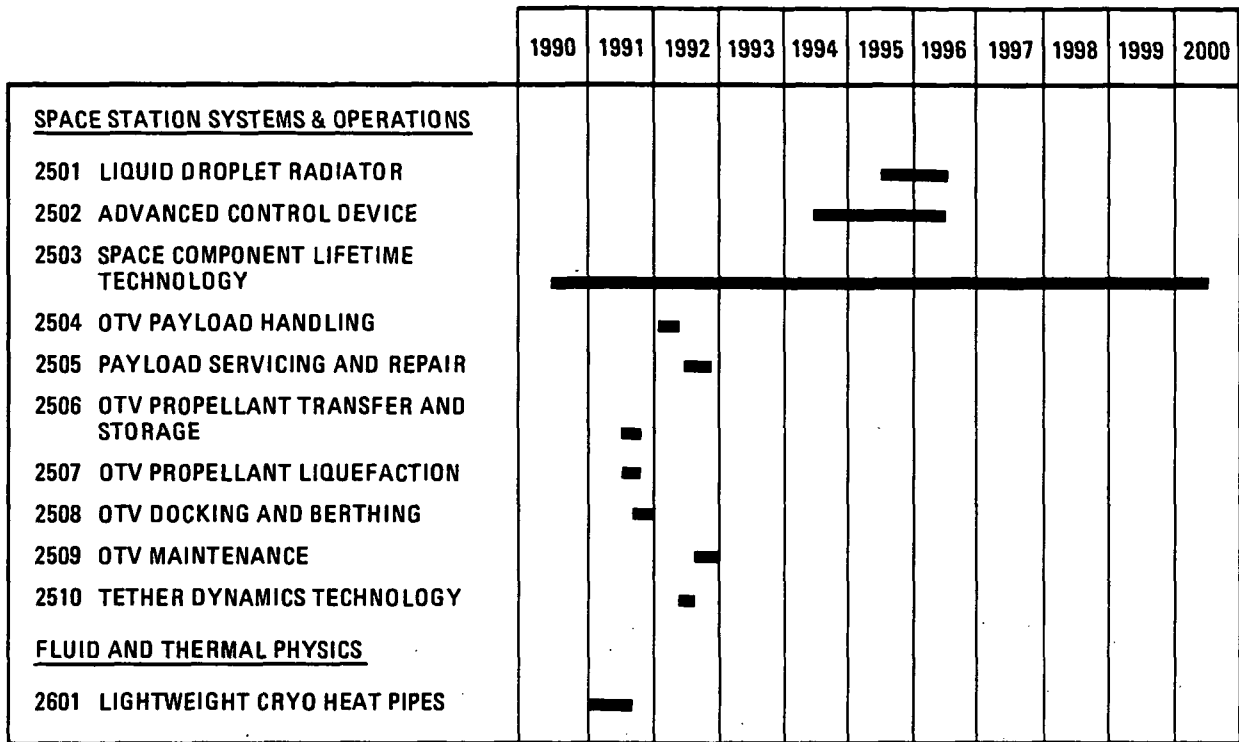 1990 1991 1992 1993 1994 1995 1996 1997 1998 1999 2000
SPACE STATION SYSTEMS & OPERATIONS
2501 LIQUID DROPLET RADIATOR
2502 ADVANCED CONTROL DEVICE
2503 SPACE COMPONENT LIFETIME
TECHNOLOGY
2504 OTV PAYLOAD HANDLING
2505 PAYLOAD SERVICING AND REPAIR
2506 OTV PROPELLANT TRANSFER AND
STORAGE
2507 OTV PROPELLANT LIQUEFACTION
2508 OTV DOCKING AND BERTHING
2509 OTV MAINTENANCE
2510 TETHER DYNAMICS TECHNOLOGY
FLUID AND THERMAL PHYSICS
2601 LIGHTWEIGHT CRYO HEAT PIPES